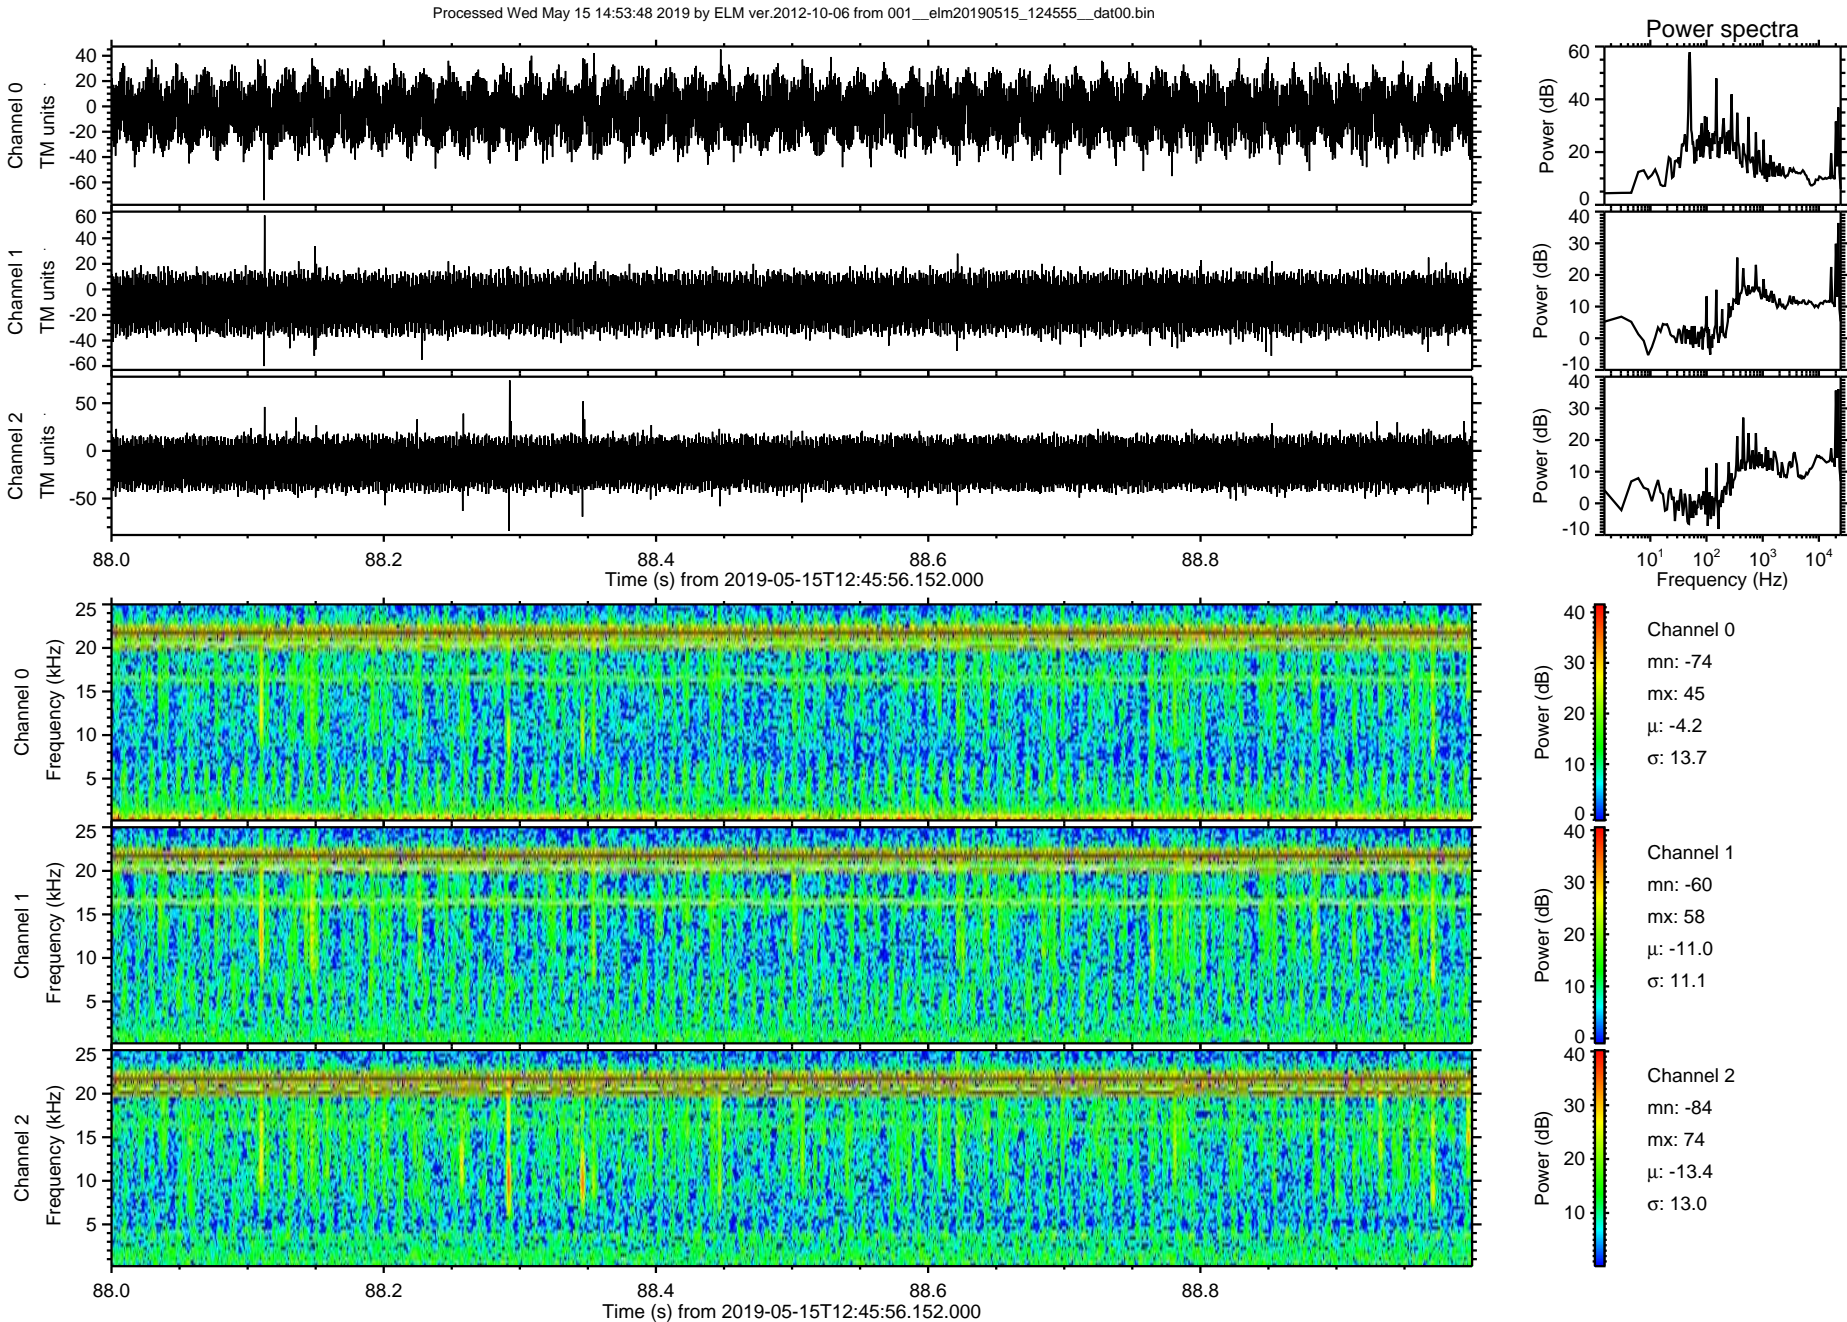 Processed Wed May 15 14:53:48 2019 by ELM ver.2012-10-06 from 001__elm20190515_124555__dat00.bin
Power spectra
Channel 0
TM units
40
20
0
-20
-40
-60
Power (dB)
60
40
20
0
Channel 1
TM units
60
40
20
0
-20
-40
-60
Power (dB)
40
30
20
10
0
-10
Channel 2
TM units
50
0
-50
Power (dB)
40
30
20
10
0
-10
88.0 88.2 88.4 88.6 88.8
Time (s) from 2019-05-15T12:45:56.152.000
10^1 10^2 10^3 10^4
Frequency (Hz)
Channel 0
Frequency (kHz)
25
20
15
10
5
Power (dB)
40
30
20
10
0
Channel 0
mn: -74
mx: 45
μ: -4.2
σ: 13.7
Channel 1
Frequency (kHz)
25
20
15
10
5
Power (dB)
40
30
20
10
0
Channel 1
mn: -60
mx: 58
μ: -11.0
σ: 11.1
Channel 2
Frequency (kHz)
25
20
15
10
5
Power (dB)
40
30
20
10
Channel 2
mn: -84
mx: 74
μ: -13.4
σ: 13.0
88.0 88.2 88.4 88.6 88.8
Time (s) from 2019-05-15T12:45:56.152.000